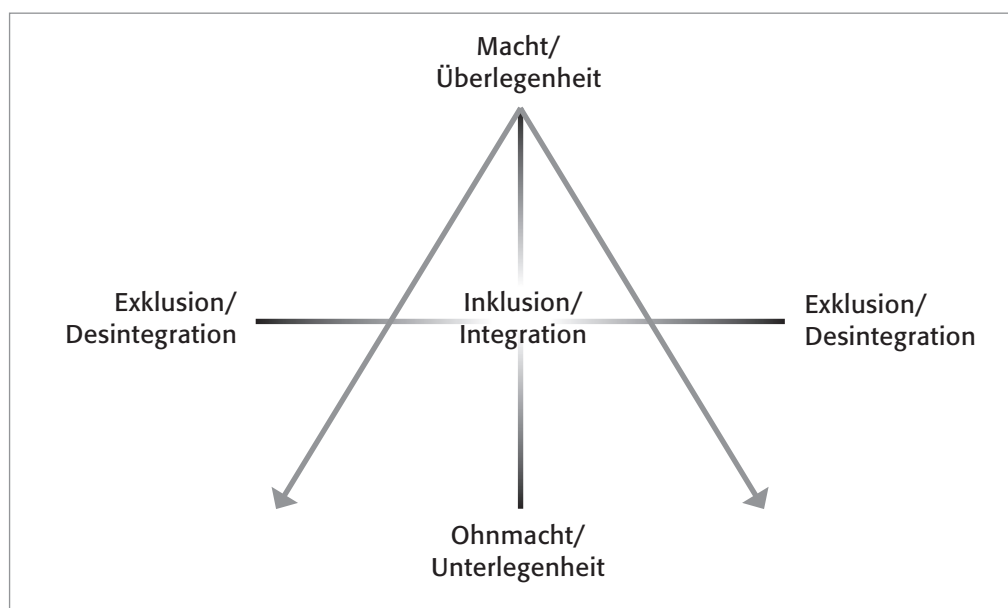 Macht/
Überlegenheit
Exklusion/
Desintegration
Inklusion/
Integration
Exklusion/
Desintegration
Ohnmacht/
Unterlegenheit